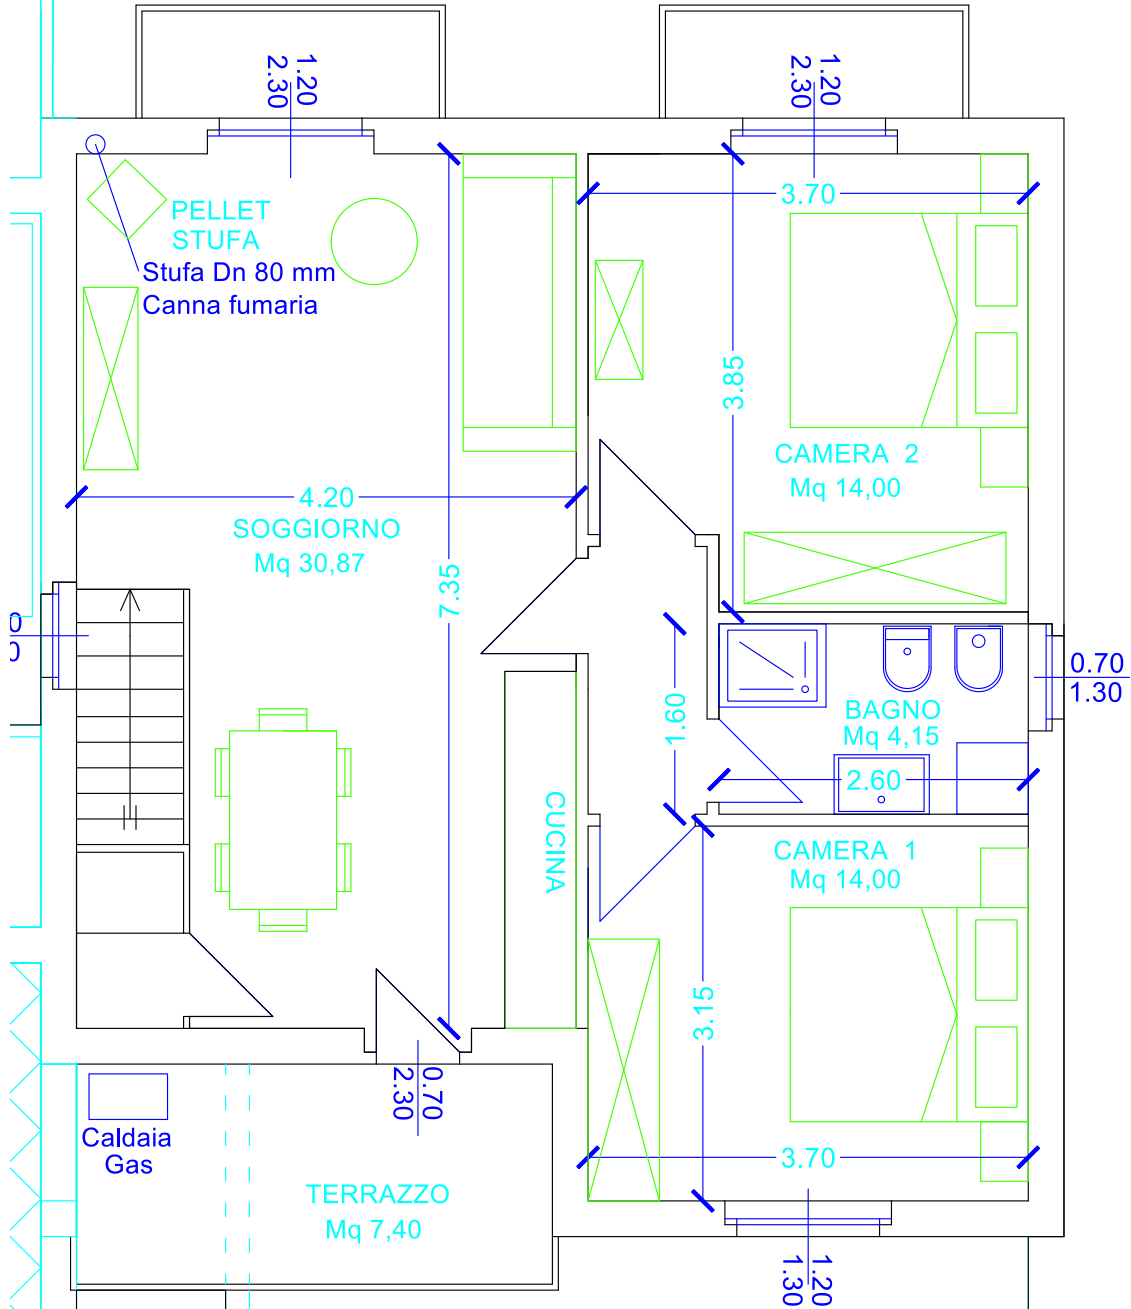 1.20
2.30
1.20
2.30
PELLET
STUFA
Stufa Dn 80 mm
Canna fumaria
3.70
3.85
CAMERA 2
Mq 14,00
4.20
SOGGIORNO
Mq 30,87
7.35
0
0
0.70
1.30
1.60
BAGNO
Mq 4,15
2.60
CUCINA
CAMERA 1
Mq 14,00
3.15
0.70
2.30
Caldaia
Gas
3.70
TERRAZZO
Mq 7,40
1.20
1.30